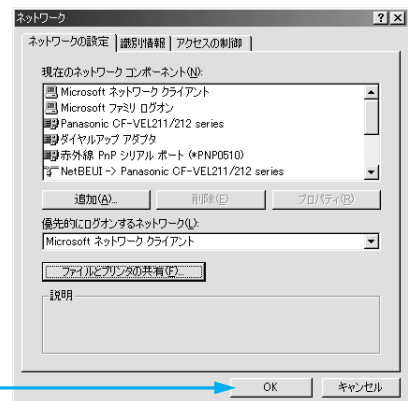 ネットワーク
ネットワークの設定 識別情報 アクセスの制御
現在のネットワーク コンポーネント(N):
Microsoft ネットワーク クライアント
Microsoft ファミリ ログオン
Panasonic CF-VEL211/212 series
ダイヤルアップ アダプタ
赤外線 PnP シリアル ポート (*PNP0510)
NetBEUI -> Panasonic CF-VEL211/212 series
追加(A)... 削除(E) プロパティ(R)
優先的にログオンするネットワーク(L):
Microsoft ネットワーク クライアント
ファイルとプリンタの共有(F)...
説明
OK キャンセル